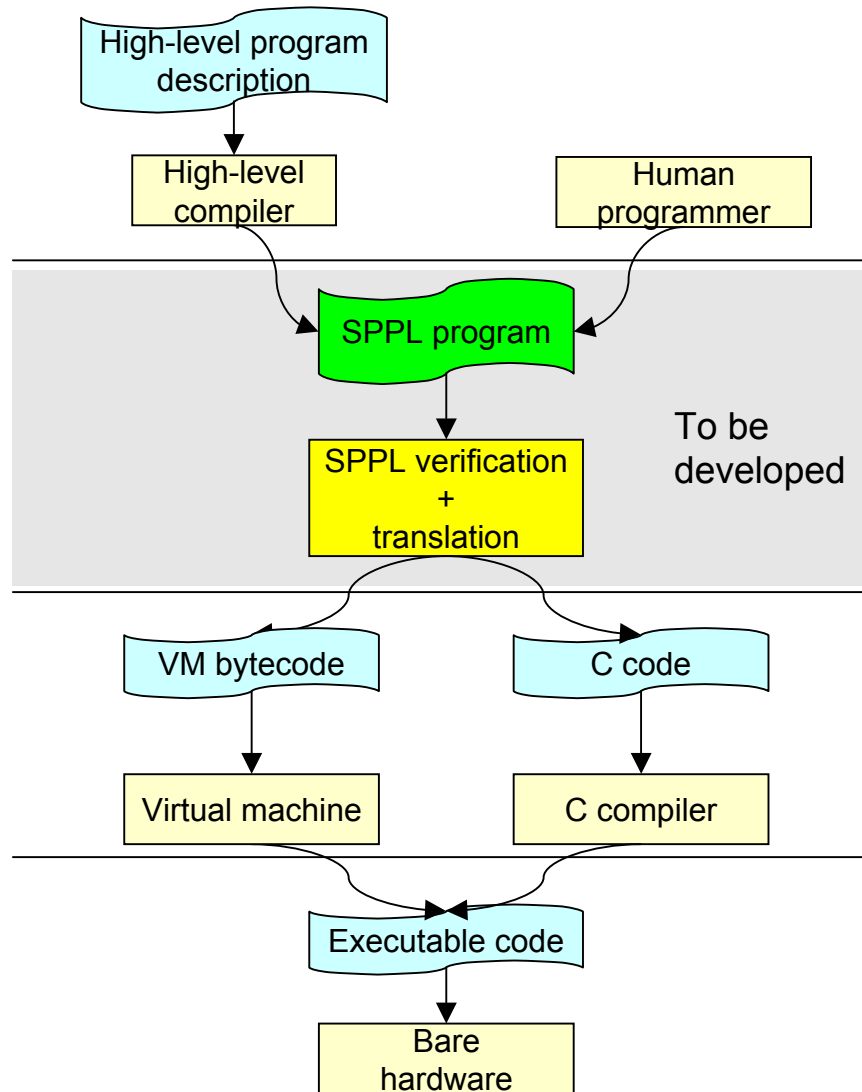 High-level program
description
High-level
compiler
Human
programmer
SPPL program
To be
developed
SPPL verification
+
translation
VM bytecode
C code
Virtual machine
C compiler
Executable code
Bare
hardware